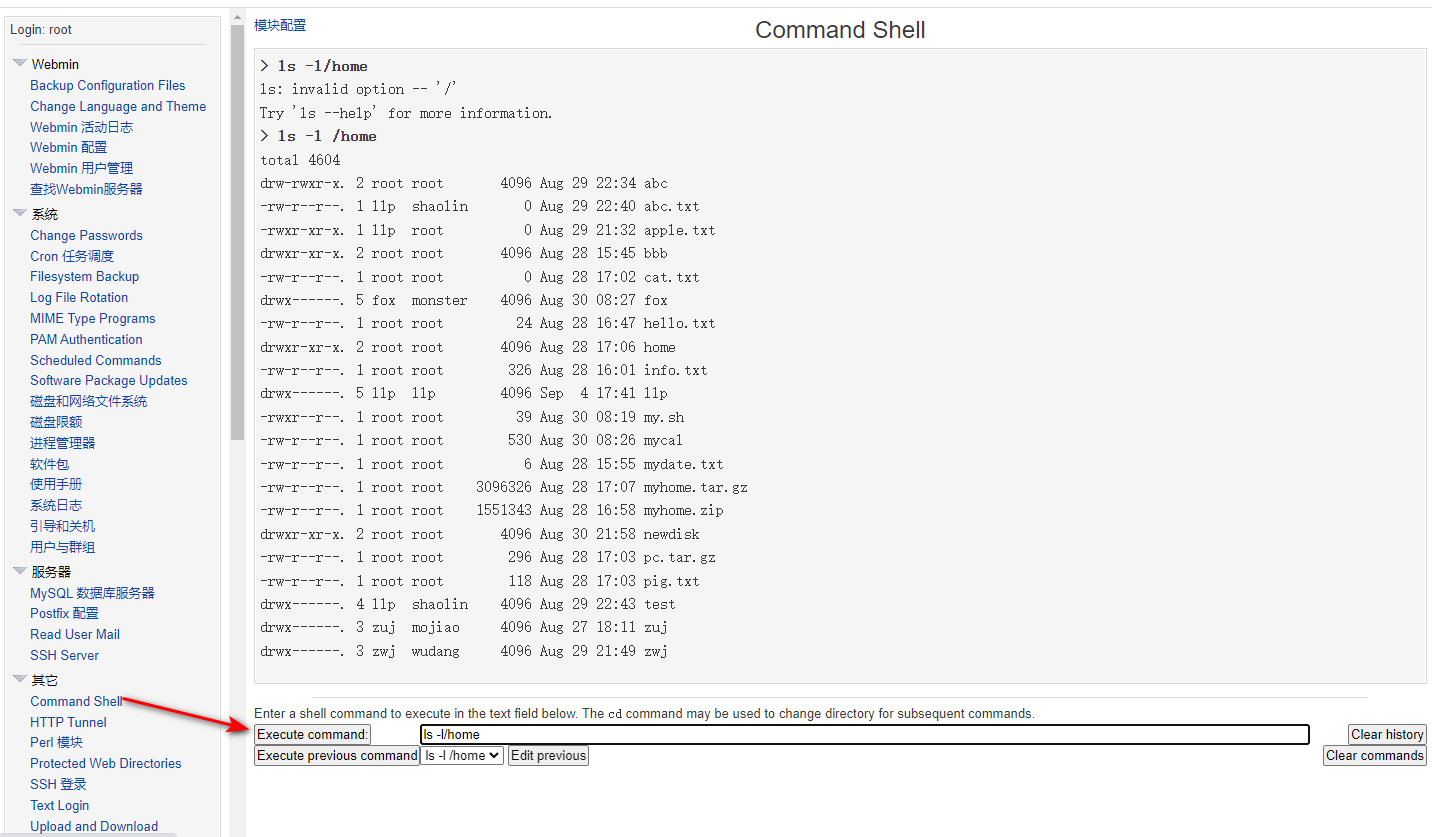 Login: root
Webmin
Backup Configuration Files
Change Language and Theme
Webmin 活动日志
Webmin 配置
Webmin 用户管理
查找Webmin服务器
系统
Change Passwords
Cron 任务调度
Filesystem Backup
Log File Rotation
MIME Type Programs
PAM Authentication
Scheduled Commands
Software Package Updates
磁盘和网络文件系统
磁盘限额
进程管理器
软件包
使用手册
系统日志
引导和关机
用户与群组
服务器
MySQL 数据库服务器
Postfix 配置
Read User Mail
SSH Server
其它
Command Shell
HTTP Tunnel
Perl 模块
Protected Web Directories
SSH 登录
Text Login
Upload and Download
模块配置
Command Shell
> ls -l/home
ls: invalid option -- '/'
Try 'ls --help' for more information.
> ls -l /home
total 4604
drw-rwxr-x. 2 root root 4096 Aug 29 22:34 abc
-rw-r--r--. 1 llp shaolin 0 Aug 29 22:40 abc.txt
-rwxr-xr-x. 1 llp root 0 Aug 29 21:32 apple.txt
drwxr-xr-x. 2 root root 4096 Aug 28 15:45 bbb
-rw-r--r--. 1 root root 0 Aug 28 17:02 cat.txt
drwx------. 5 fox monster 4096 Aug 30 08:27 fox
-rw-r--r--. 1 root root 24 Aug 28 16:47 hello.txt
drwxr-xr-x. 2 root root 4096 Aug 28 17:06 home
-rw-r--r--. 1 root root 326 Aug 28 16:01 info.txt
drwx------. 5 llp llp 4096 Sep 4 17:41 llp
-rwxr--r--. 1 root root 39 Aug 30 08:19 my.sh
-rw-r--r--. 1 root root 530 Aug 30 08:26 mycal
-rw-r--r--. 1 root root 6 Aug 28 15:55 mydate.txt
-rw-r--r--. 1 root root 3096326 Aug 28 17:07 myhome.tar.gz
-rw-r--r--. 1 root root 1551343 Aug 28 16:58 myhome.zip
drwxr-xr-x. 2 root root 4096 Aug 30 21:58 newdisk
-rw-r--r--. 1 root root 296 Aug 28 17:03 pc.tar.gz
-rw-r--r--. 1 root root 118 Aug 28 17:03 pig.txt
drwx------. 4 llp shaolin 4096 Aug 29 22:43 test
drwx------. 3 zuj mojiao 4096 Aug 27 18:11 zuj
drwx------. 3 zwj wudang 4096 Aug 29 21:49 zwj
Enter a shell command to execute in the text field below. The cd command may be used to change directory for subsequent commands.
Execute command: ls -l/home Clear history
Execute previous command ls -l /home Edit previous Clear commands